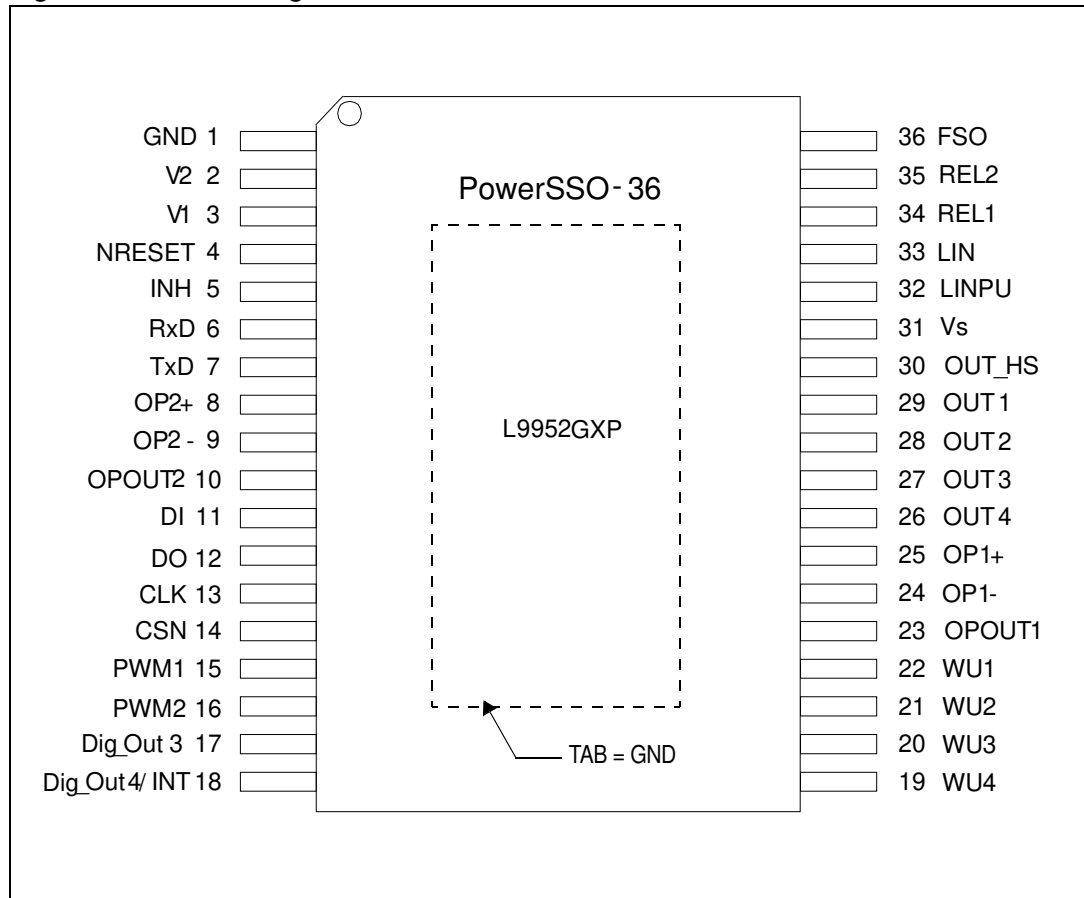 GND 1
V2 2
V1 3
NRESET 4
INH 5
RxD 6
TxD 7
OP2+ 8
OP2 - 9
OPOUT2 10
DI 11
DO 12
CLK 13
CSN 14
PWM1 15
PWM2 16
Dig_Out 3 17
Dig_Out 4/ INT 18
PowerSSO - 36
L9952GXP
TAB = GND
36 FSO
35 REL2
34 REL1
33 LIN
32 LINPU
31 Vs
30 OUT_HS
29 OUT1
28 OUT2
27 OUT3
26 OUT4
25 OP1+
24 OP1-
23 OPOUT1
22 WU1
21 WU2
20 WU3
19 WU4